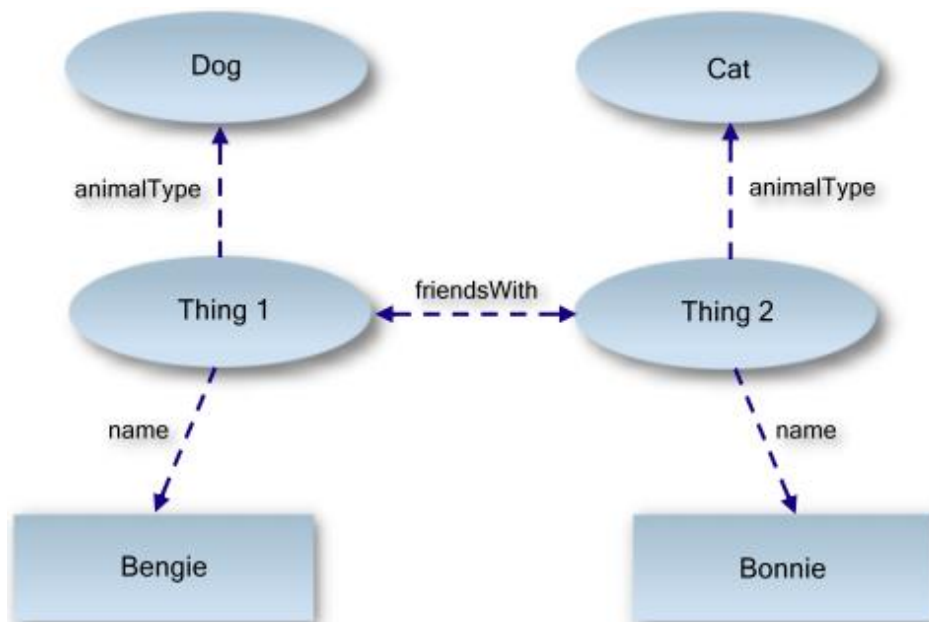 Dog
Cat
animalType
animalType
Thing 1
friendsWith
Thing 2
name
name
Bengie
Bonnie